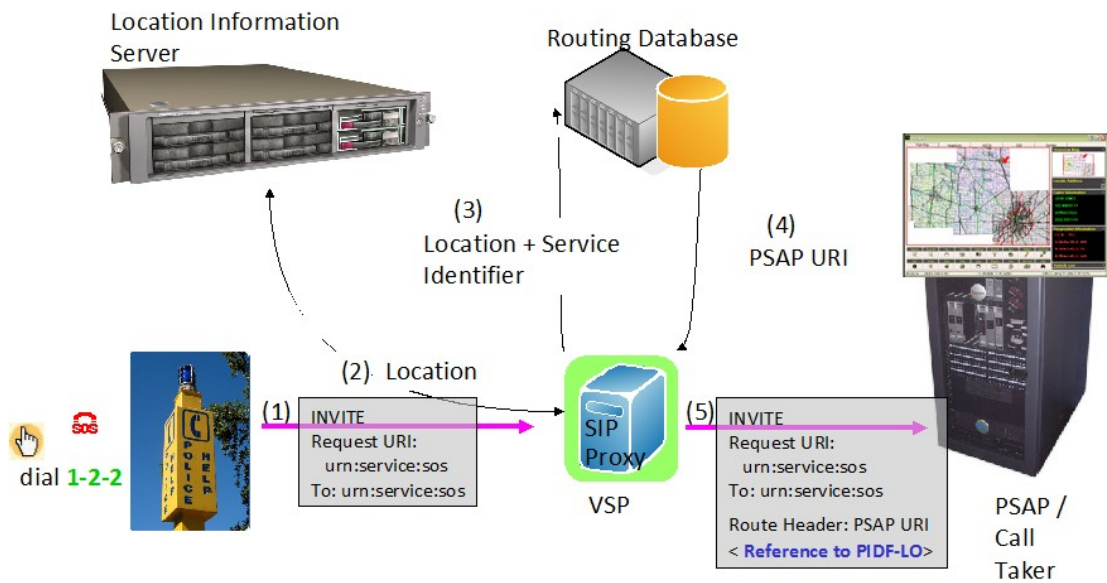 Location Information
Server
Routing Database
(3)
Location + Service
Identifier
(4)
PSAP URI
(2) Location
SOS
dial 1-2-2
POLICE
HELP
(1)
INVITE
Request URI:
urn:service:sos
To: urn:service:sos
SIP
Proxy
VSP
(5)
INVITE
Request URI:
urn:service:sos
To: urn:service:sos
Route Header: PSAP URI
< Reference to PIDF-LO>
PSAP /
Call
Taker